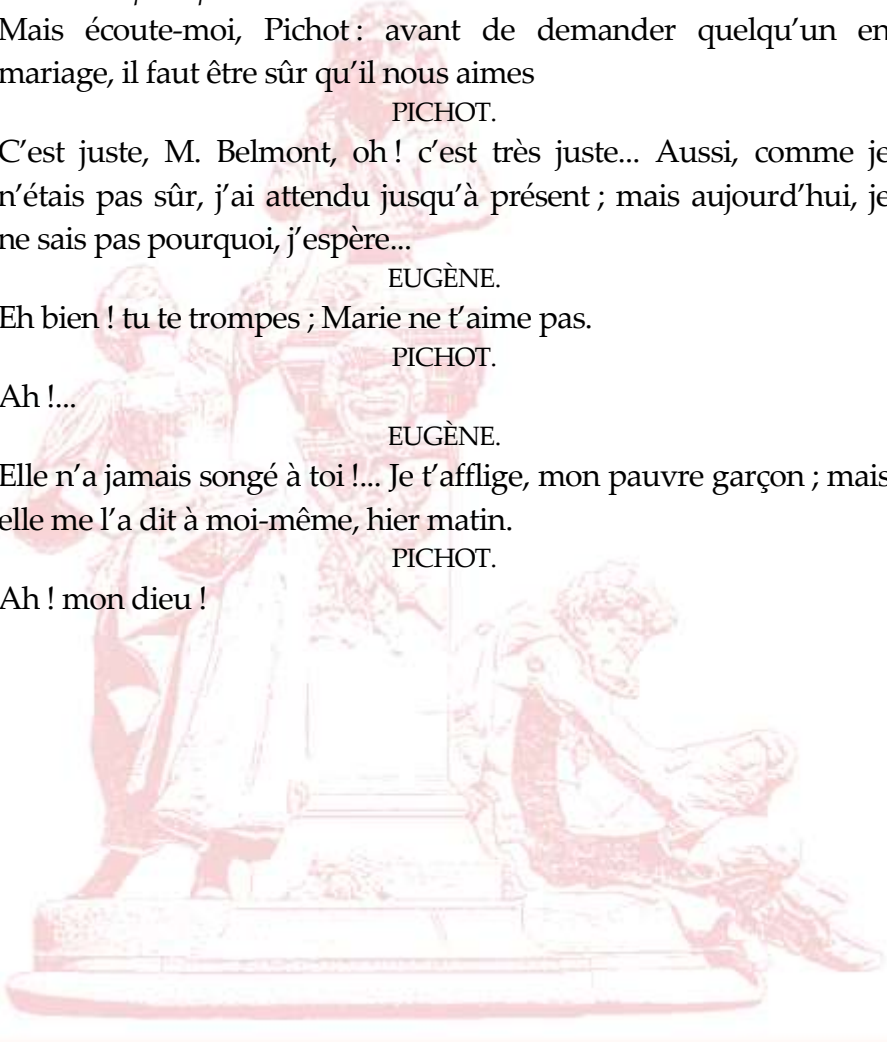 Mais écoute-moi, Pichot : avant de demander quelqu’un en
mariage, il faut être sûr qu’il nous aimes
PICHOT.
C’est juste, M. Belmont, oh ! c’est très juste... Aussi, comme je
n’étais pas sûr, j’ai attendu jusqu’à présent ; mais aujourd’hui, je
ne sais pas pourquoi, j’espère...
EUGÈNE.
Eh bien ! tu te trompes ; Marie ne t’aime pas.
PICHOT.
Ah !...
EUGÈNE.
Elle n’a jamais songé à toi !... Je t’afflige, mon pauvre garçon ; mais
elle me l’a dit à moi-même, hier matin.
PICHOT.
Ah ! mon dieu !